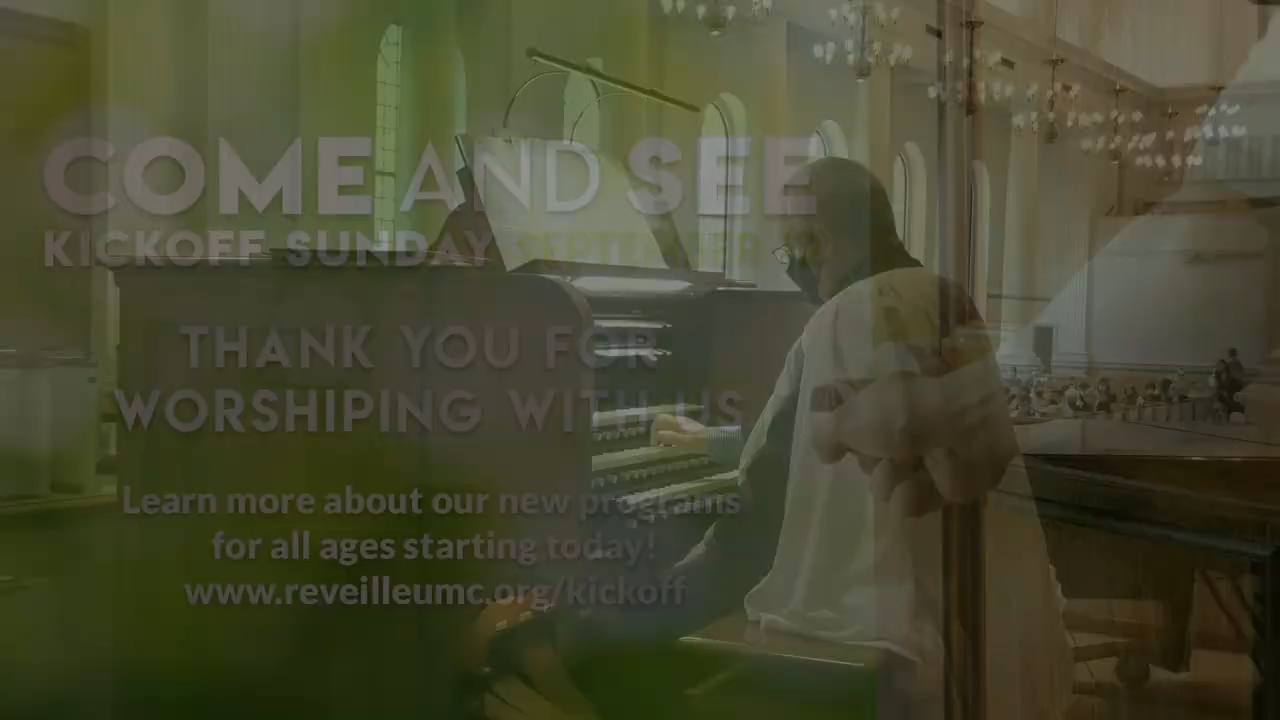 COME AND SEE
KICKOFF SUNDAY SEPTEMBER
THANK YOU FOR
WORSHIPING WITH US
Learn more about our new programs
for all ages starting today!
www.reveilleumc.org/kickoff